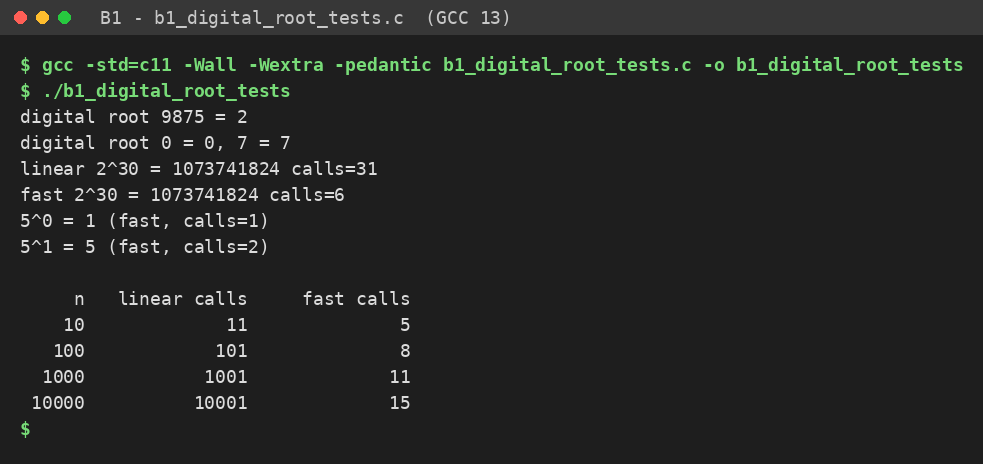 B1 - b1_digital_root_tests.c  (GCC 13)
$ gcc -std=c11 -Wall -Wextra -pedantic b1_digital_root_tests.c -o b1_digital_root_tests
$ ./b1_digital_root_tests
digital root 9875 = 2
digital root 0 = 0, 7 = 7
linear 2^30 = 1073741824 calls=31
fast 2^30 = 1073741824 calls=6
5^0 = 1 (fast, calls=1)
5^1 = 5 (fast, calls=2)
     n   linear calls     fast calls
    10             11              5
   100            101              8
  1000           1001             11
 10000          10001             15
$